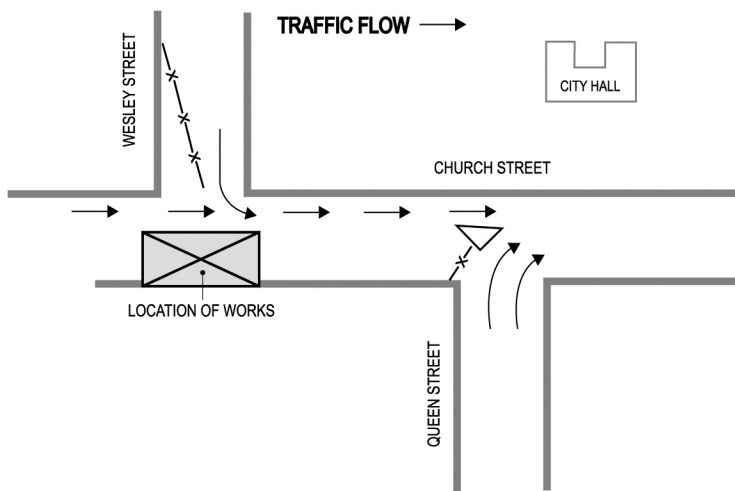 TRAFFIC FLOW
WESLEY STREET
CITY HALL
CHURCH STREET
LOCATION OF WORKS
QUEEN STREET